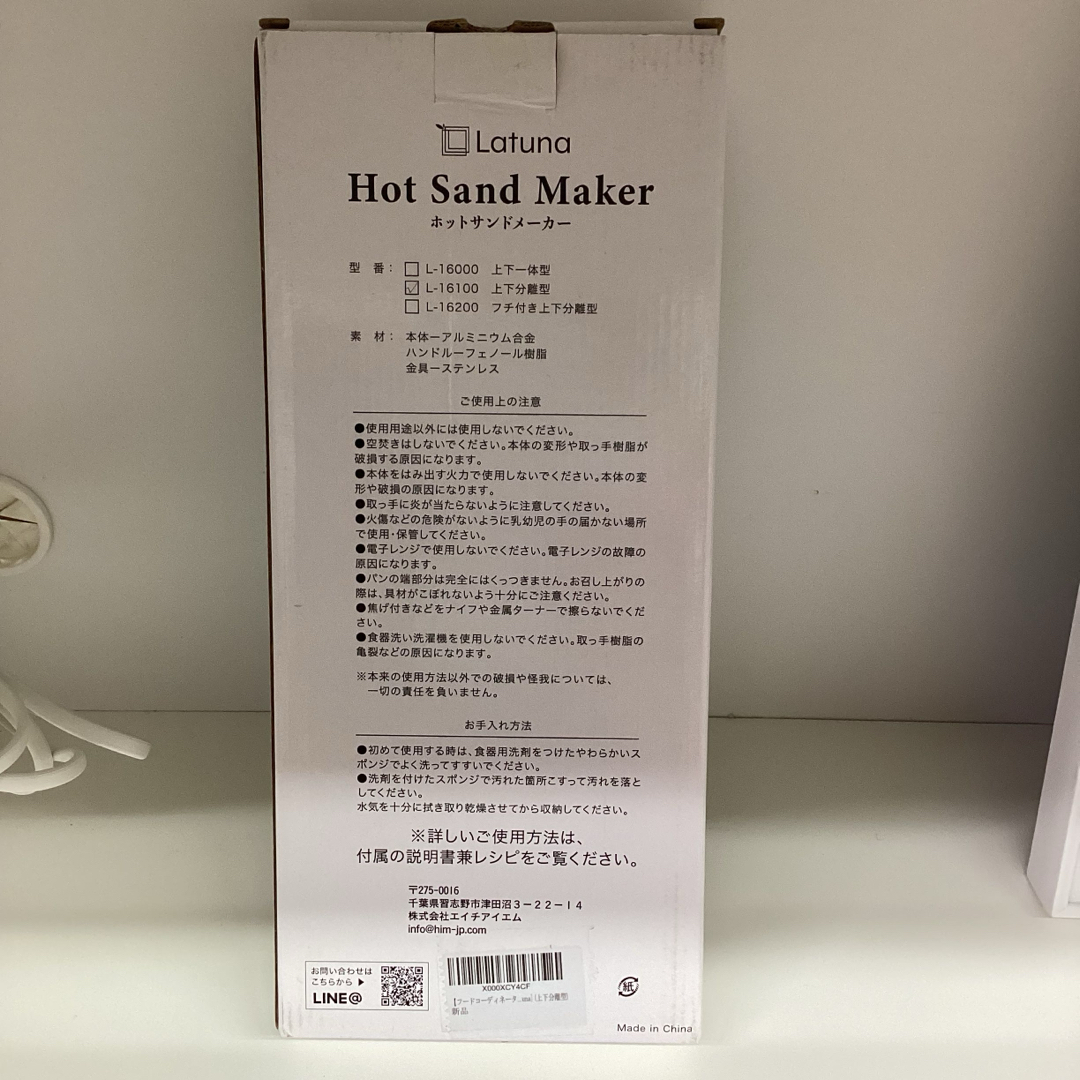 Latuna
Hot Sand Maker
ホットサンドメーカー
型 番： □ L-16000 上下一体型
☑ L-16100 上下分離型
□ L-16200 フチ付き上下分離型
素 材： 本体ーアルミニウム合金
ハンドルーフェノール樹脂
金具ーステンレス
ご使用上の注意
●使用用途以外には使用しないでください。
●空焚きはしないでください。本体の変形や取っ手樹脂が
破損する原因になります。
●本体をはみ出す火力で使用しないでください。本体の変
形や破損の原因になります。
●取っ手に炎が当たらないように注意してください。
●火傷などの危険がないように乳幼児の手の届かない場所
で使用・保管してください。
●電子レンジで使用しないでください。電子レンジの故障の
原因になります。
●パンの端部分は完全にはくっつきません。お召し上がりの
際は、具材がこぼれないよう十分にご注意ください。
●焦げ付きなどをナイフや金属ターナーで擦らないでくだ
さい。
●食器洗い洗濯機を使用しないでください。取っ手樹脂の
亀裂などの原因になります。
※本来の使用方法以外での破損や怪我については、
一切の責任を負いません。
お手入れ方法
●初めて使用する時は、食器用洗剤をつけたやわらかいス
ポンジでよく洗ってすすいでください。
●洗剤を付けたスポンジで汚れた箇所こすって汚れを落と
してください。
水気を十分に拭き取り乾燥させてから収納してください。
※詳しいご使用方法は、
付属の説明書兼レシピをご覧ください。
〒275-0016
千葉県習志野市津田沼３－２２－１４
株式会社エイチアイエム
info@him-jp.com
お問い合わせは
こちらから ▶
LINE@
X000XCY4CF
【フードコーディネータ...una) (上下分離型)
新品
紙
Made in China